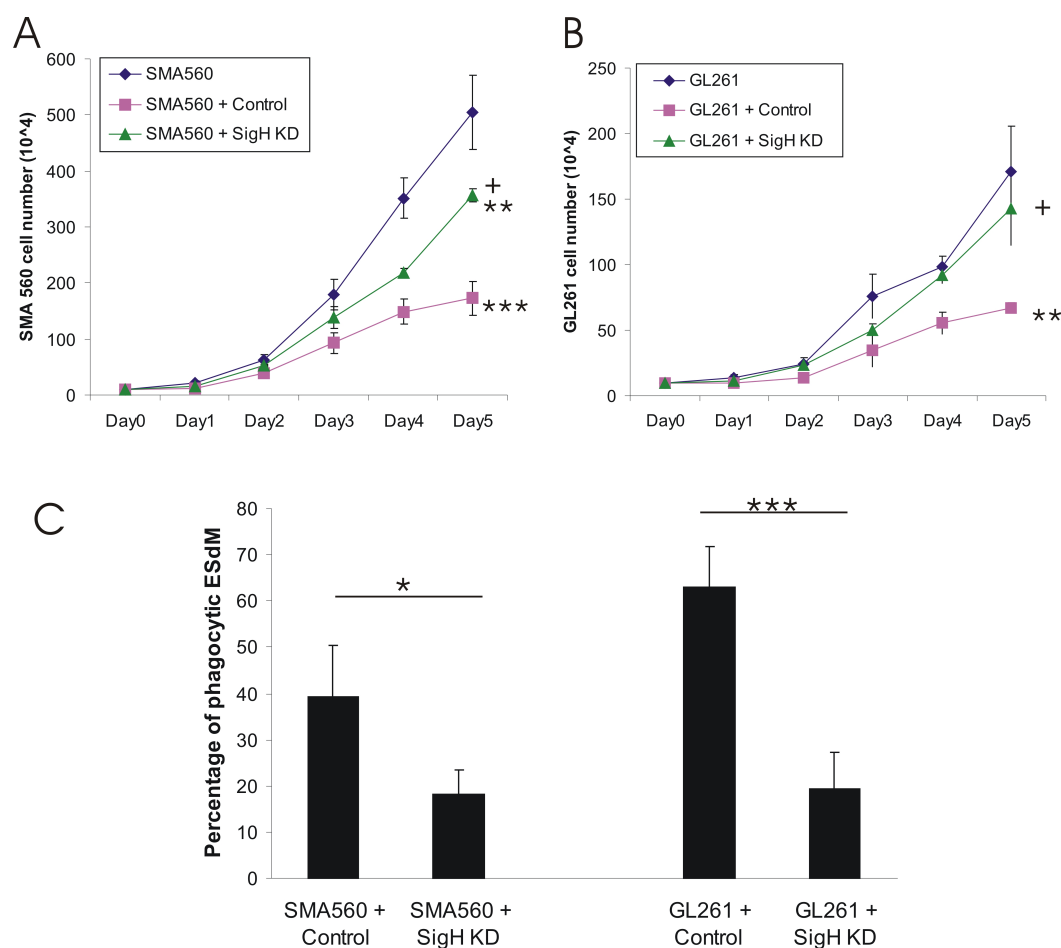 A
SMA 560 cell number (10^4)
600
500
400
300
200
100
0
SMA560
SMA560 + Control
SMA560 + SigH KD
+
**
***
Day0 Day1 Day2 Day3 Day4 Day5
B
GL261 cell number (10^4)
250
200
150
100
50
0
GL261
GL261 + Control
GL261 + SigH KD
+
**
Day0 Day1 Day2 Day3 Day4 Day5
C
Percentage of phagocytic ESdM
80
70
60
50
40
30
20
10
0
*
***
SMA560 + Control
SMA560 + SigH KD
GL261 + Control
GL261 + SigH KD